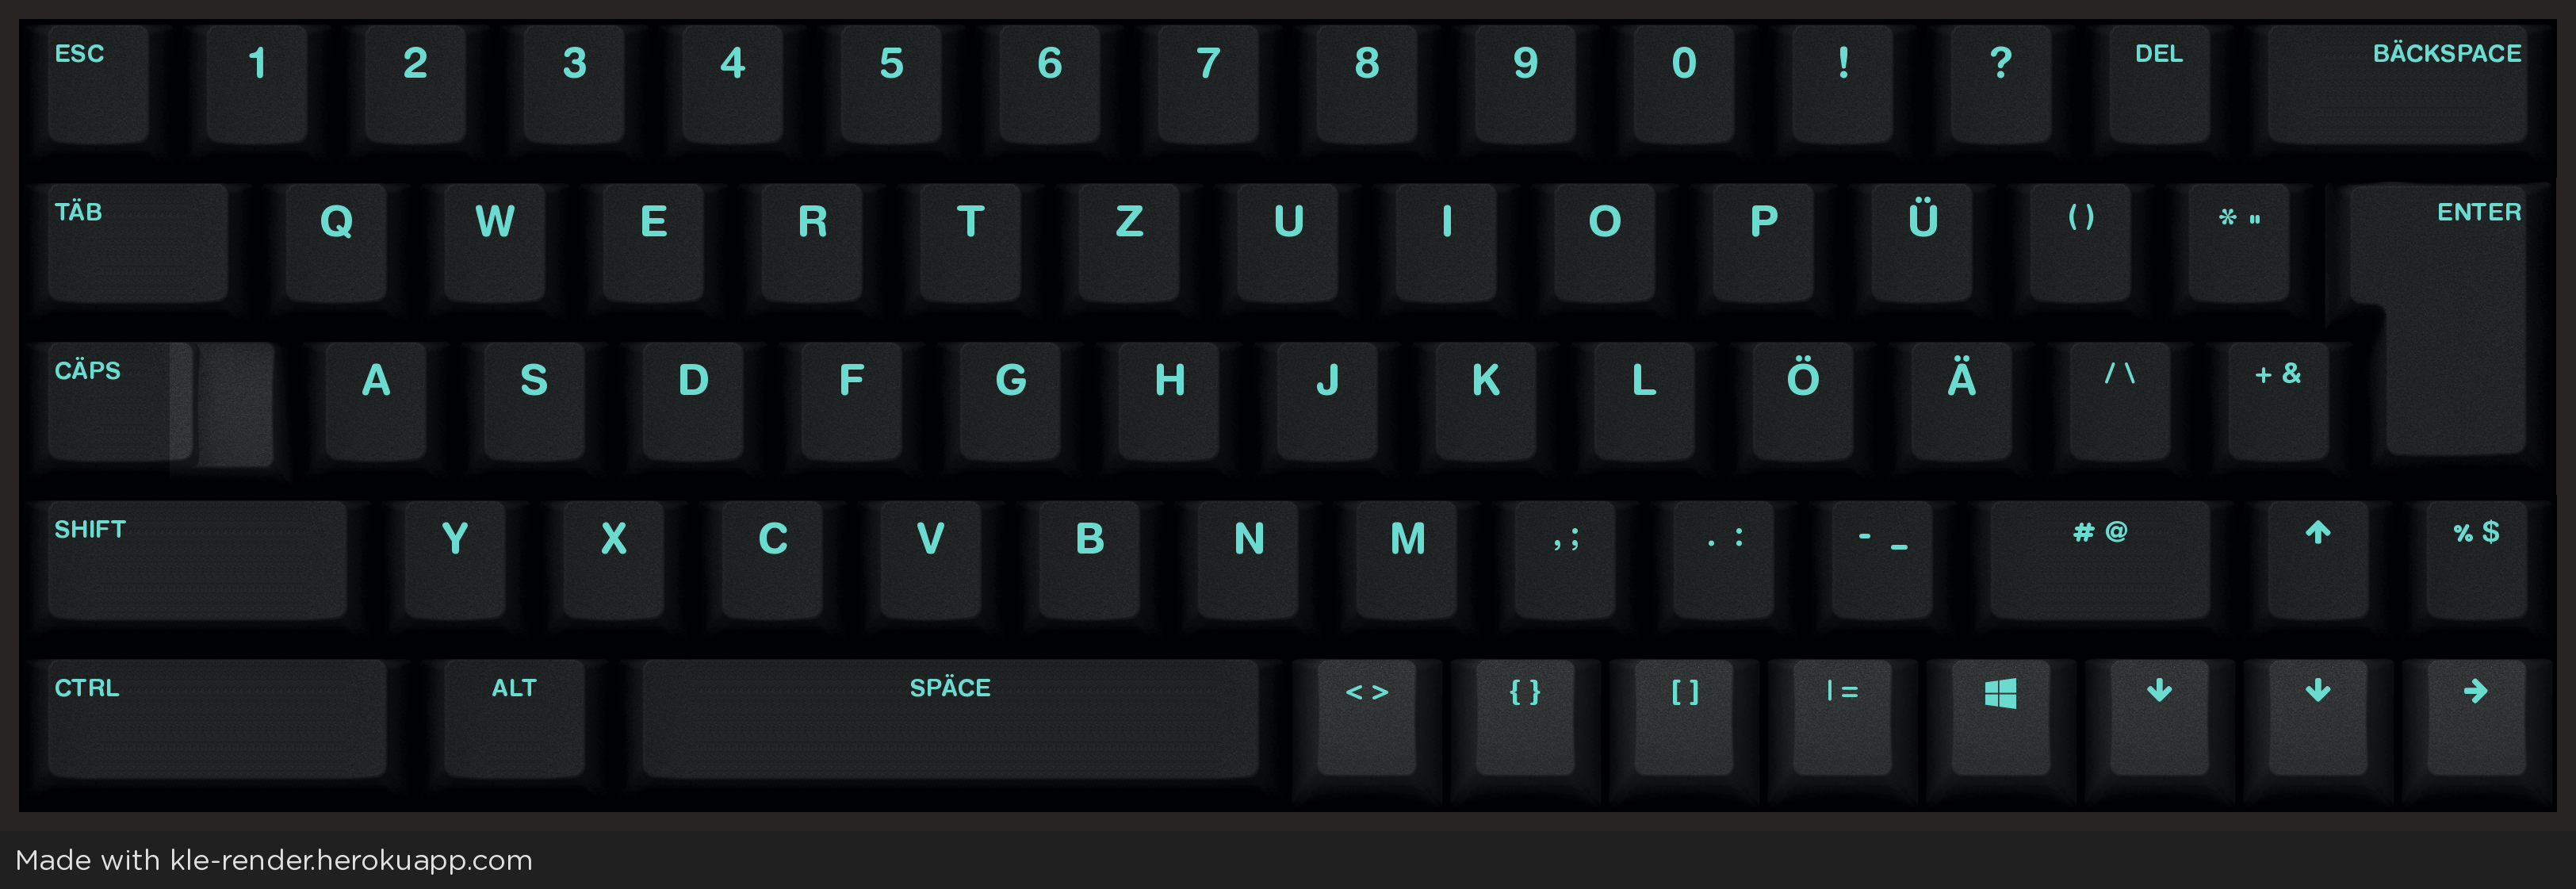 ESC 1 2 3 4 5 6 7 8 9 0 ! ? DEL BÄCKSPACE
TÄB Q W E R T Z U I O P Ü ( ) * " ENTER
CÄPS A S D F G H J K L Ö Ä / \ + &
SHIFT Y X C V B N M , ; . : - _ # @ ↑ % $
CTRL ALT SPÄCE < > { } [ ] | = ↓ ↓ →
Made with kle-render.herokuapp.com